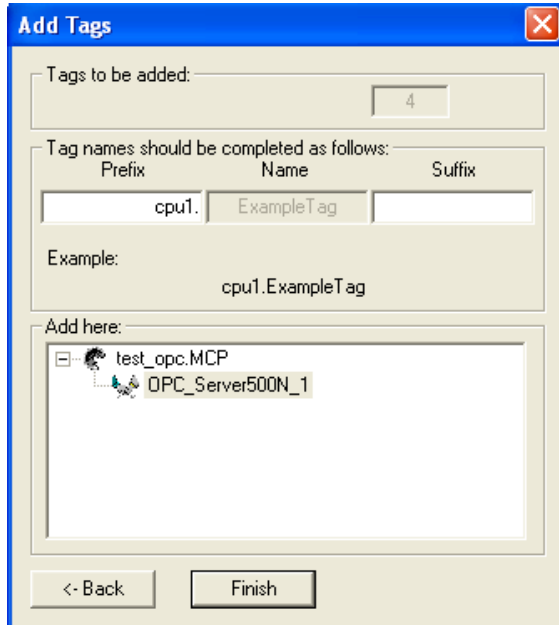 Add Tags
Tags to be added:
4
Tag names should be completed as follows:
Prefix Name Suffix
cpu1. ExampleTag
Example:
cpu1.ExampleTag
Add here:
test_opc.MCP
OPC_Server500N_1
<- Back Finish